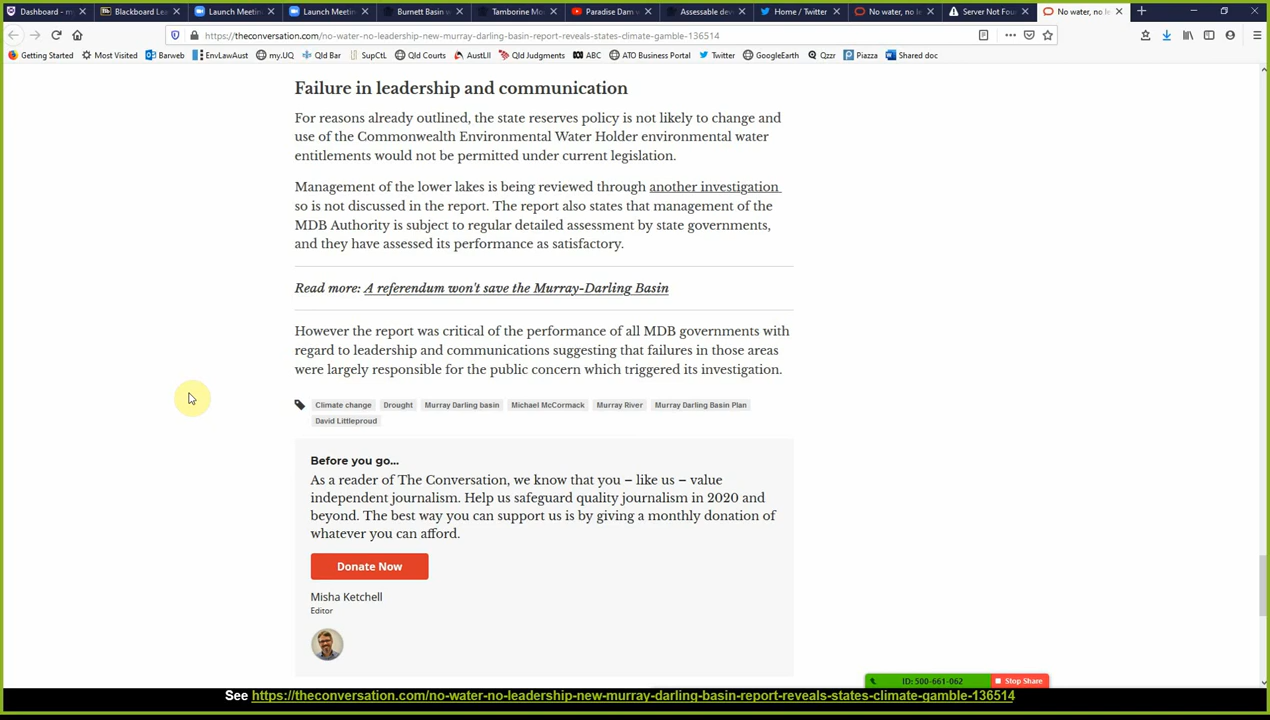 Dashboard - m
Blackboard Lea
Launch Meetin
Launch Meetin
Burnett Basin w
Tamborine Mo
Paradise Dam v
Assessable dev
Home / Twitter
No water, no le
Server Not Fou
No water, no le
https://theconversation.com/no-water-no-leadership-new-murray-darling-basin-report-reveals-states-climate-gamble-136514
Getting Started Most Visited Barweb EnvLawAust my.UQ Qld Bar SupCtL Qld Courts AustLII Qld Judgments ABC ATO Business Portal Twitter GoogleEarth Qzzr Piazza Shared doc
Failure in leadership and communication
For reasons already outlined, the state reserves policy is not likely to change and
use of the Commonwealth Environmental Water Holder environmental water
entitlements would not be permitted under current legislation.
Management of the lower lakes is being reviewed through another investigation
so is not discussed in the report. The report also states that management of the
MDB Authority is subject to regular detailed assessment by state governments,
and they have assessed its performance as satisfactory.
Read more: A referendum won't save the Murray-Darling Basin
However the report was critical of the performance of all MDB governments with
regard to leadership and communications suggesting that failures in those areas
were largely responsible for the public concern which triggered its investigation.
Climate change Drought Murray Darling basin Michael McCormack Murray River Murray Darling Basin Plan
David Littleproud
Before you go...
As a reader of The Conversation, we know that you – like us – value
independent journalism. Help us safeguard quality journalism in 2020 and
beyond. The best way you can support us is by giving a monthly donation of
whatever you can afford.
Donate Now
Misha Ketchell
Editor
ID: 500-661-062 Stop Share
See https://theconversation.com/no-water-no-leadership-new-murray-darling-basin-report-reveals-states-climate-gamble-136514